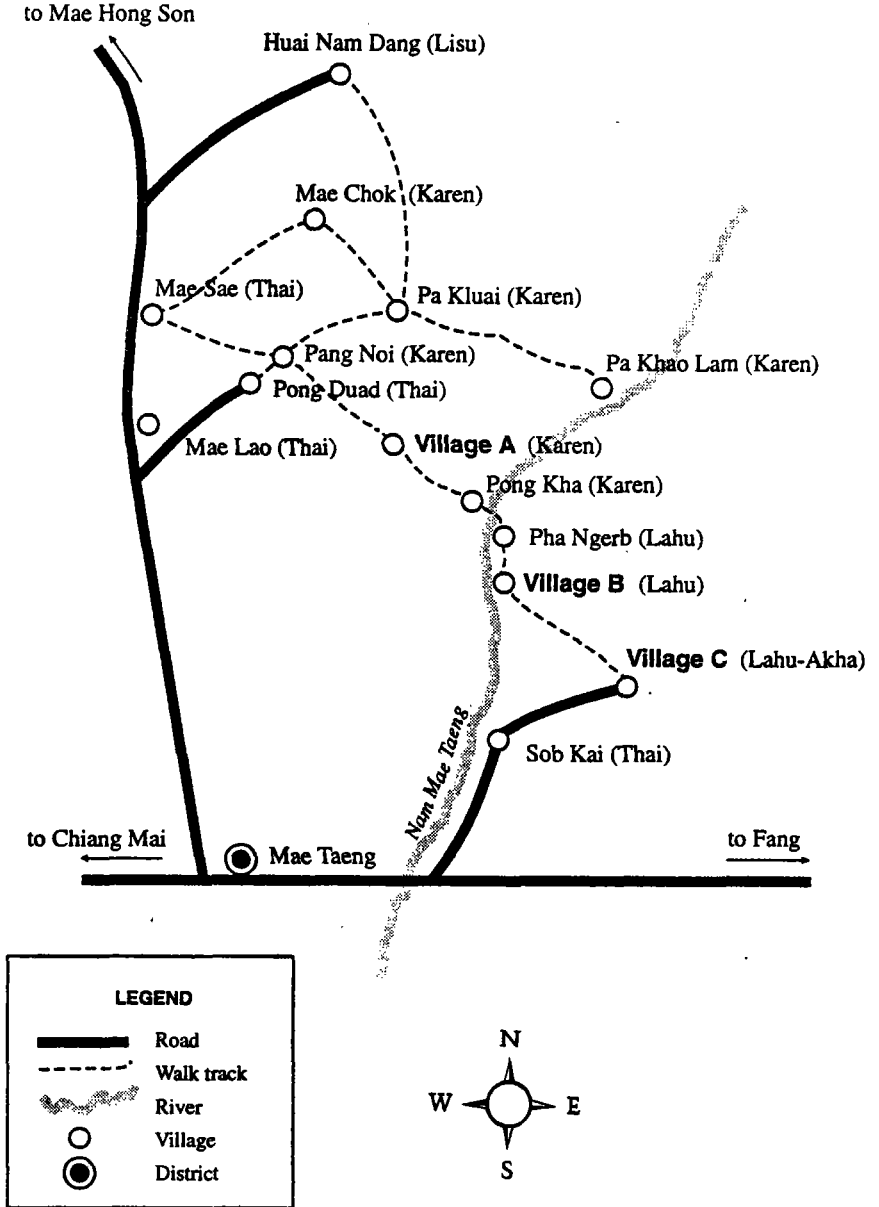 to Mae Hong Son
Huai Nam Dang (Lisu)
Mae Chok (Karen)
Mae Sae (Thai)
Pa Kluai (Karen)
Pang Noi (Karen)
Pa Khao Lam (Karen)
Pong Duad (Thai)
Mae Lao (Thai)
Village A (Karen)
Pong Kha (Karen)
Pha Ngerb (Lahu)
Village B (Lahu)
Village C (Lahu-Akha)
Sob Kai (Thai)
Nam Mae Taeng
to Chiang Mai
Mae Taeng
to Fang
LEGEND
Road
Walk track
River
Village
District
N
W
E
S